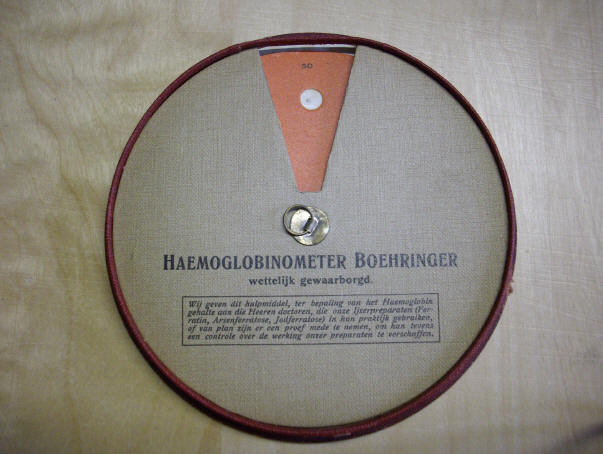 50
HAEMOGLOBINOMETER BOEHRINGER
wettelijk gewaarborgd.
Wij geven dit hulpmiddel, ter bepaling van het Haemoglobin
gehalte aan die Heeren doctoren, die onze Ijzerpreparaten (Fer-
ratin, Arsenferratose, Jodferratose) in hun praktijk gebruiken,
of van plan zijn er een proef mede te nemen, om hun tevens
een controle over de werking onzer preparaten te verschaffen.